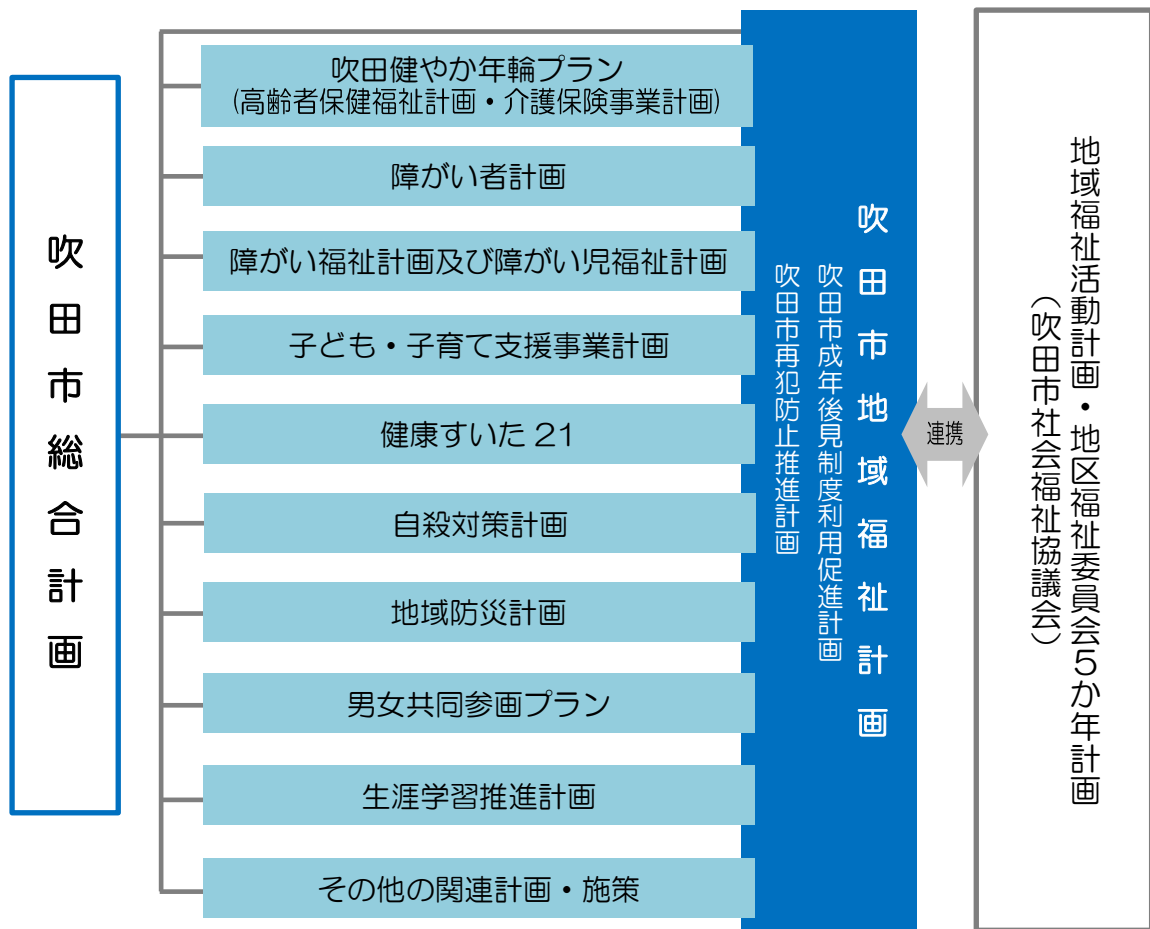 吹田市総合計画
吹田健やか年輪プラン
(高齢者保健福祉計画・介護保険事業計画)
障がい者計画
障がい福祉計画及び障がい児福祉計画
子ども・子育て支援事業計画
健康すいた 21
自殺対策計画
地域防災計画
男女共同参画プラン
生涯学習推進計画
その他の関連計画・施策
吹田市地域福祉計画
吹田市成年後見制度利用促進計画
吹田市再犯防止推進計画
連携
地域福祉活動計画・地区福祉委員会5か年計画
（吹田市社会福祉協議会）